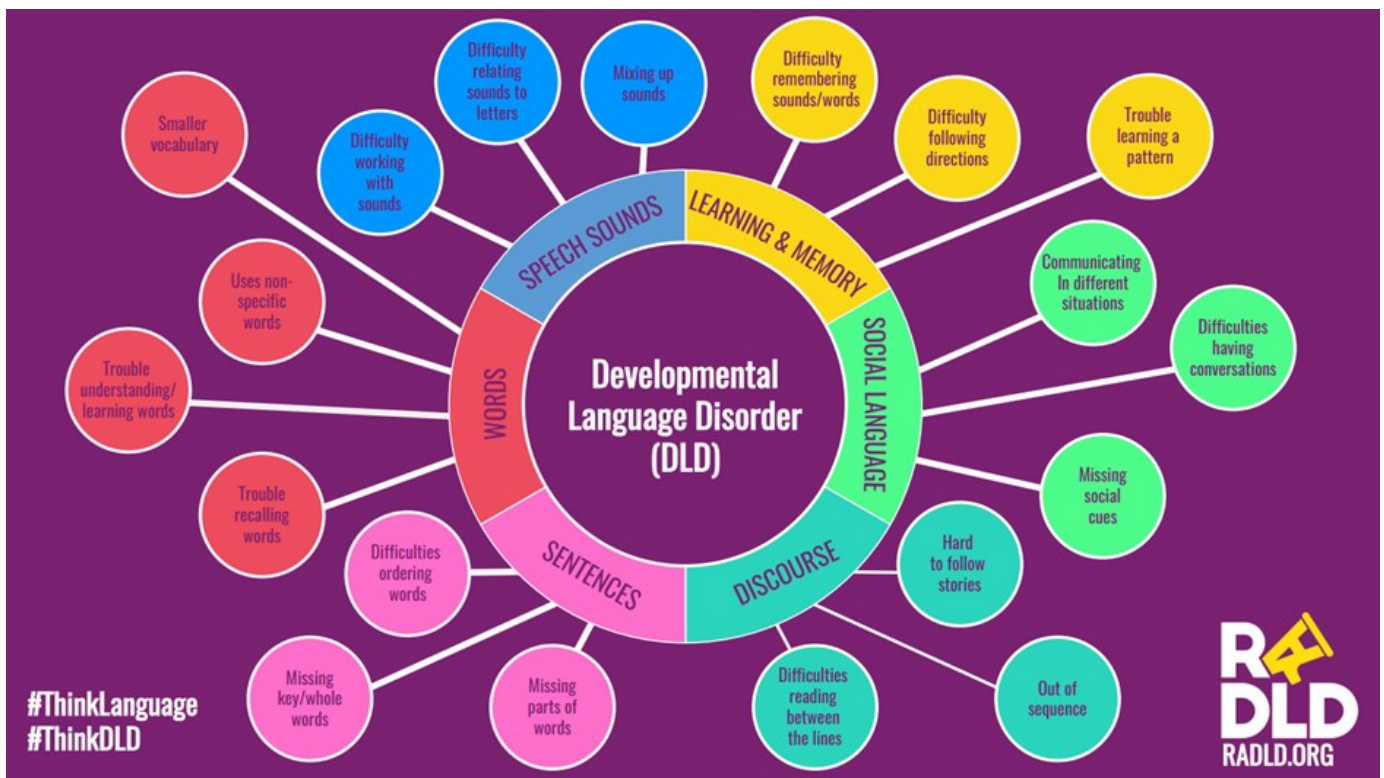 Difficulty
relating
sounds to
letters
Mixing up
sounds
Difficulty
remembering
sounds/words
Smaller
vocabulary
Difficulty
working
with
sounds
Difficulty
following
directions
Trouble
learning a
pattern
SPEECH SOUNDS
LEARNING & MEMORY
Uses non-
specific
words
Communicating
In different
situations
Trouble
understanding/
learning words
WORDS
Developmental
Language Disorder
(DLD)
SOCIAL LANGUAGE
Difficulties
having
conversations
Trouble
recalling
words
Missing
social
cues
Difficulties
ordering
words
SENTENCES
DISCOURSE
Hard
to follow
stories
Missing
key/whole
words
Missing
parts of
words
Difficulties
reading
between
the lines
Out of
sequence
#ThinkLanguage
#ThinkDLD
RA
DLD
RADLD.ORG